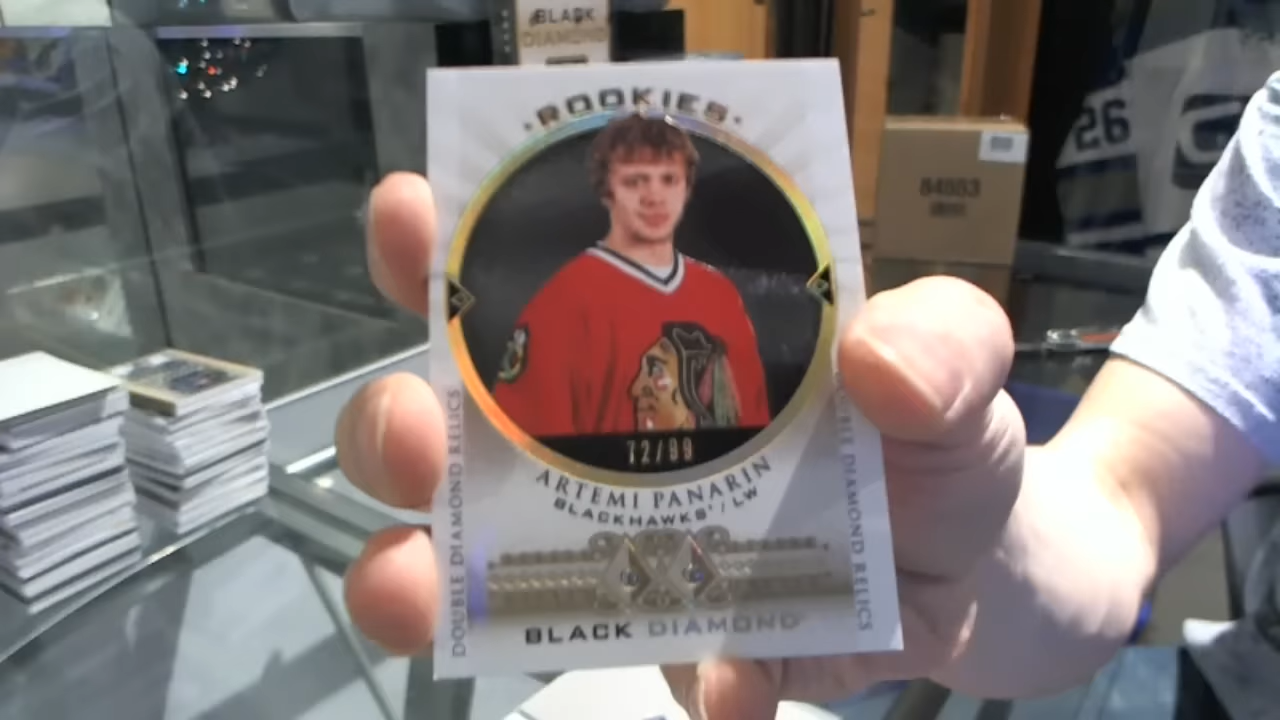 BLACK
DIAMOND
·ROOKIES·
26
84553
72/99
ARTEMI PANARIN
BLACKHAWKS / LW
DOUBLE DIAMOND RELICS
DOUBLE DIAMOND RELICS
BLACK DIAMOND